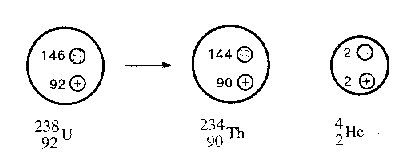 146 144 2
92 + 90 + 2 +
238
92 U 234
90 Th 4
2 He